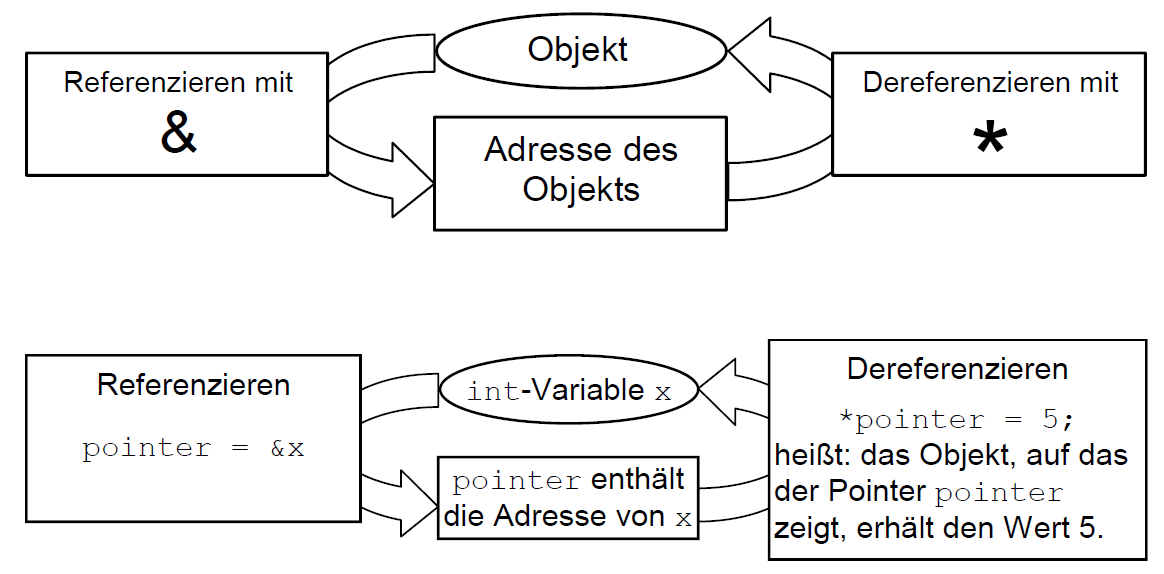 Objekt
Referenzieren mit
&
Dereferenzieren mit
*
Adresse des
Objekts
Referenzieren
pointer = &x
int-Variable x
pointer enthält
die Adresse von x
Dereferenzieren
*pointer = 5;
heißt: das Objekt, auf das
der Pointer pointer
zeigt, erhält den Wert 5.